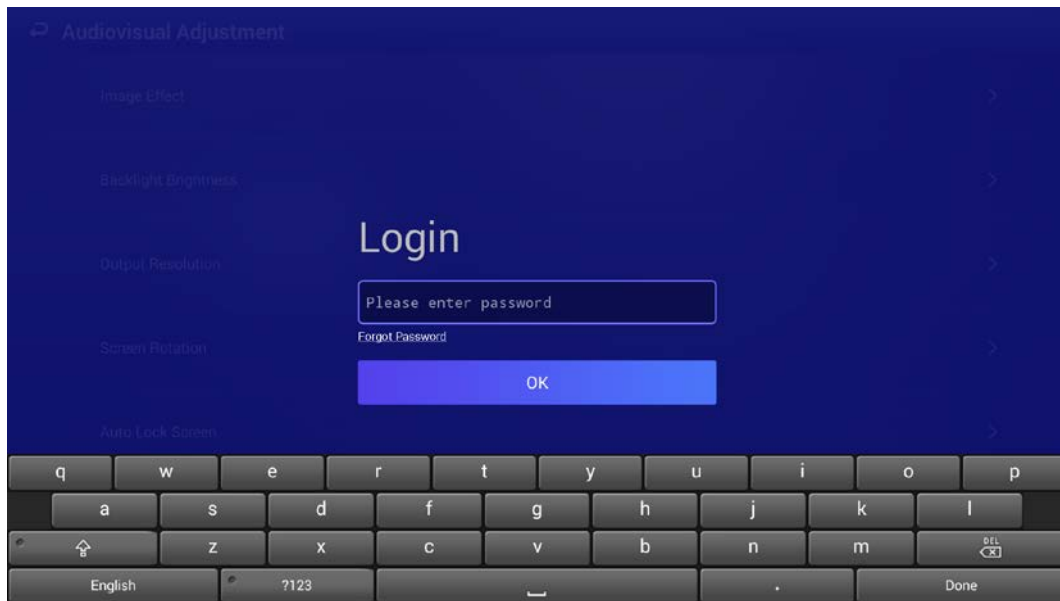 Audiovisual Adjustment
Image Effect
Backlight Brightness
Output Resolution
Login
Please enter password
Forgot Password
Screen Rotation
OK
Auto Lock Screen
q w e r t y u i o p
a s d f g h j k l
z x c v b n m DEL
English ?123 . Done